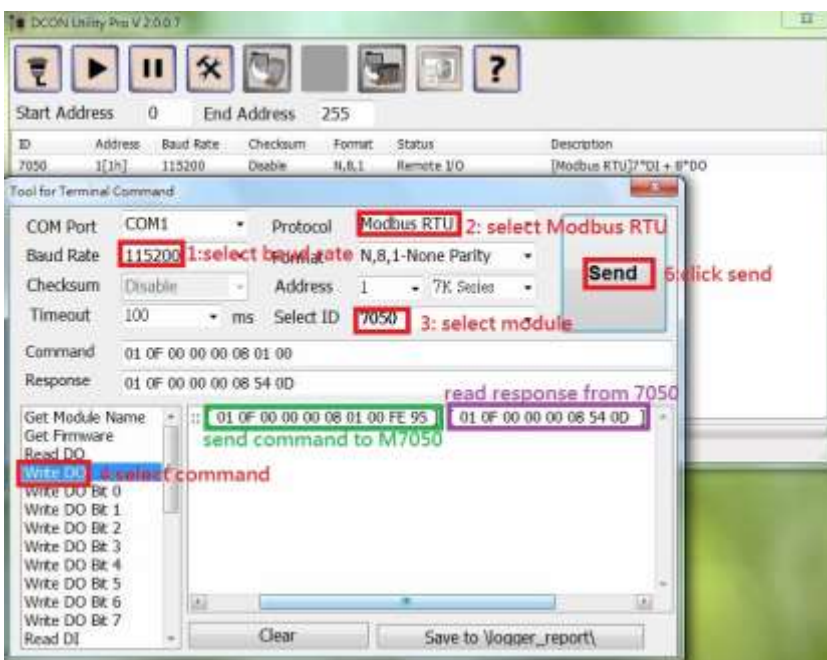 DCON Utility Pro V 2.0.0.7
Start Address 0 End Address 255
ID Address Baud Rate Checksum Format Status Description
7050 1[1h] 115200 Disable N,8,1 Remote I/O [Modbus RTU]7*DI + 8*DO
Tool for Terminal Command
COM Port COM1 Protocol Modbus RTU 2: select Modbus RTU
Baud Rate 115200 1:select baud rate Format N,8,1-None Parity
Checksum Disable Address 1 7K Series Send 5:click send
Timeout 100 ms Select ID 7050 3: select module
Command 01 0F 00 00 00 08 01 00
Response 01 0F 00 00 00 08 54 0D
read response from 7050
Get Module Name :: 01 0F 00 00 00 08 01 00 FE 95 ] 01 0F 00 00 00 08 54 0D ]
Get Firmware send command to M7050
Read DO
Write DO 4:select command
Write DO Bit 0
Write DO Bit 1
Write DO Bit 2
Write DO Bit 3
Write DO Bit 4
Write DO Bit 5
Write DO Bit 6
Write DO Bit 7
Read DI
Clear Save to \logger_report\